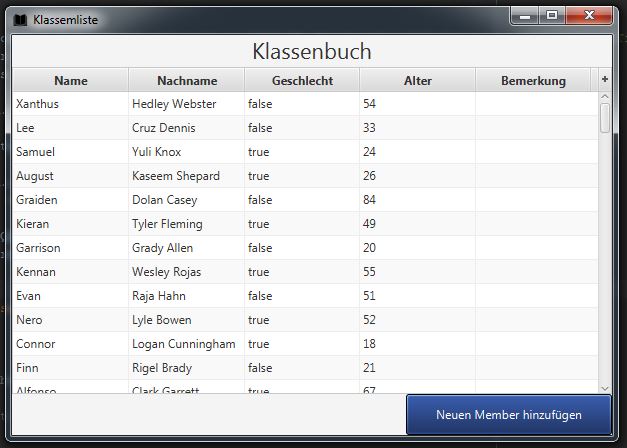 Klassemliste
Klassenbuch
Name Nachname Geschlecht Alter Bemerkung +
Xanthus Hedley Webster false 54
Lee Cruz Dennis false 33
Samuel Yuli Knox true 24
August Kaseem Shepard true 26
Graiden Dolan Casey false 84
Kieran Tyler Fleming true 49
Garrison Grady Allen false 20
Kennan Wesley Rojas true 55
Evan Raja Hahn false 51
Nero Lyle Bowen true 52
Connor Logan Cunningham true 18
Finn Rigel Brady false 21
Alfonso Clark Garrett true 67
Neuen Member hinzufügen